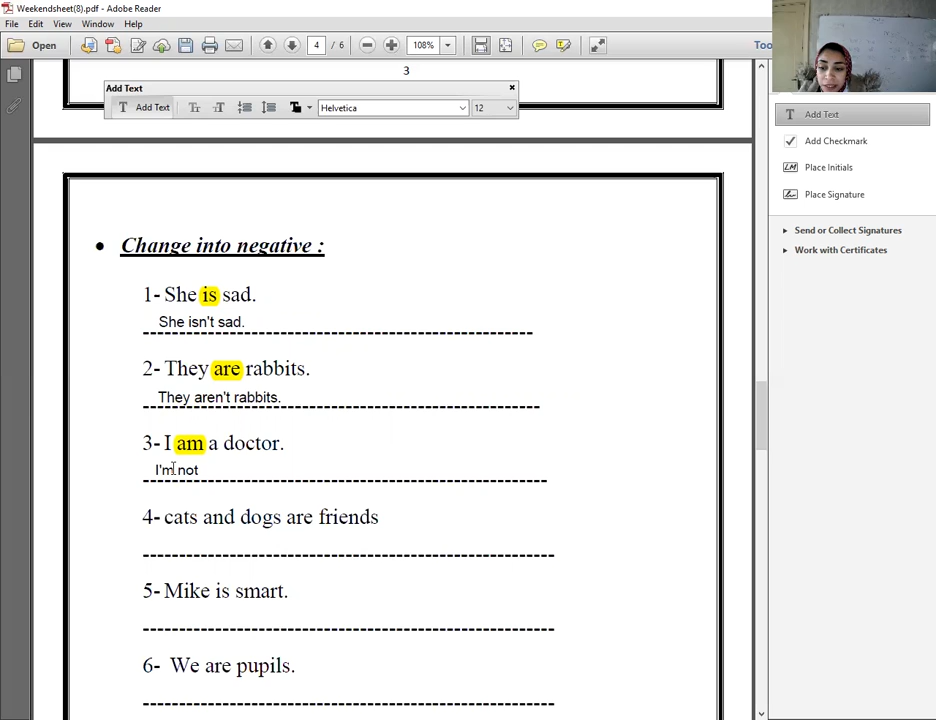 Weekendsheet(8).pdf - Adobe Reader
File Edit View Window Help
Open 4 / 6 108% Too
3
Add Text
Add Text Helvetica 12
Add Text
Add Checkmark
Place Initials
Place Signature
Send or Collect Signatures
Work with Certificates
• Change into negative :
1- She is sad.
She isn't sad.
2- They are rabbits.
They aren't rabbits.
3- I am a doctor.
I'm not
4- cats and dogs are friends
5- Mike is smart.
6- We are pupils.